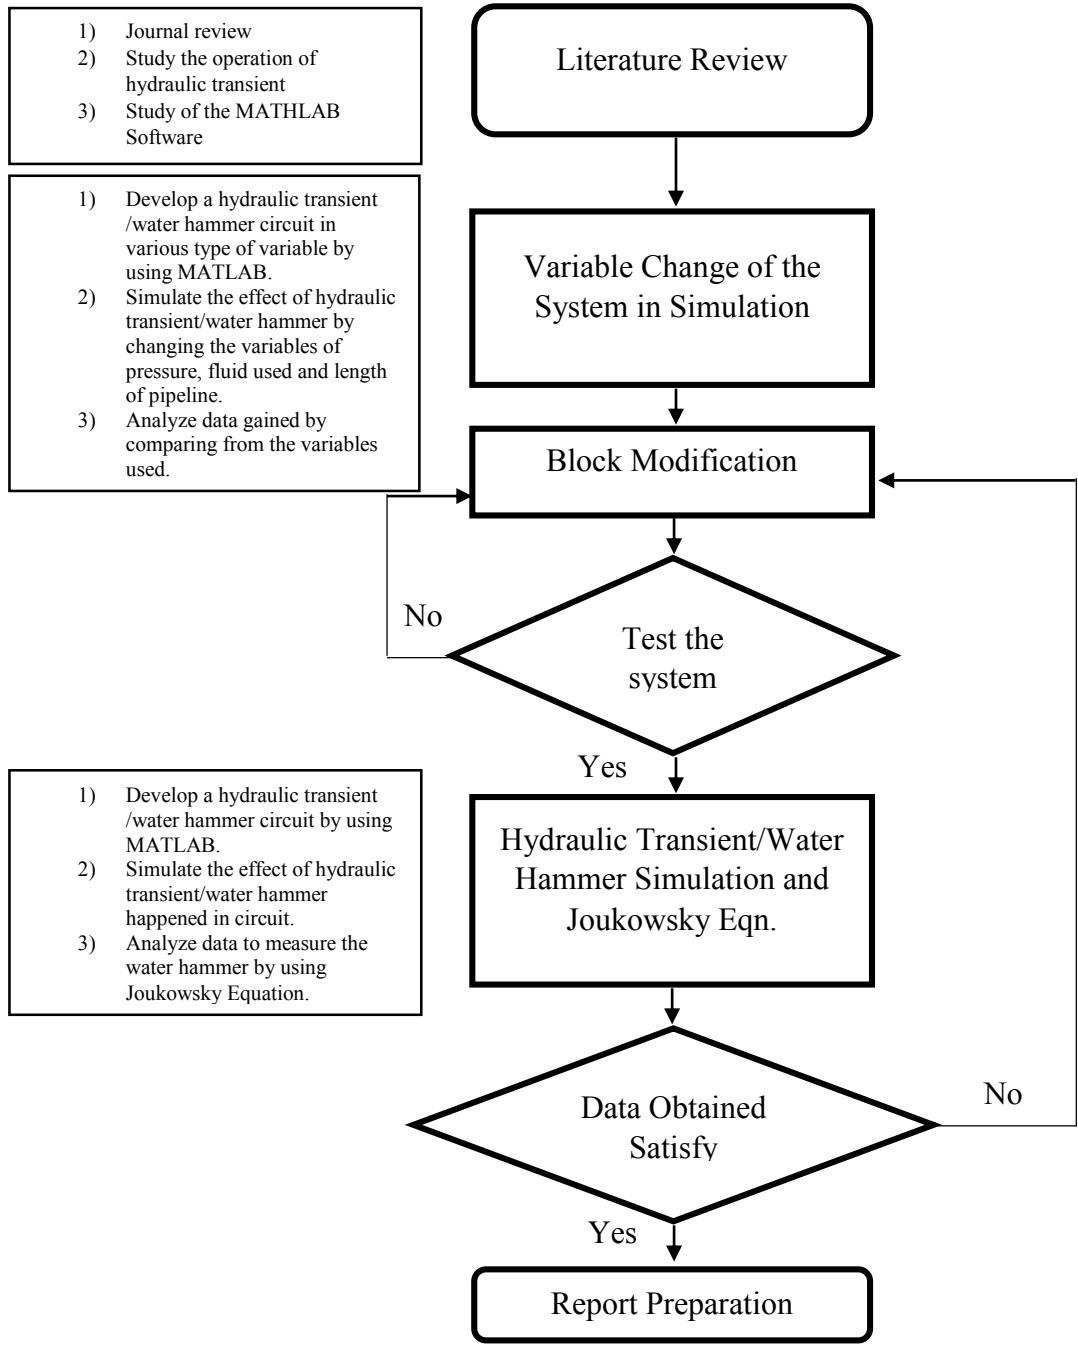 1) Journal review
2) Study the operation of
hydraulic transient
3) Study of the MATHLAB
Software
Literature Review
1) Develop a hydraulic transient
/water hammer circuit in
various type of variable by
using MATLAB.
2) Simulate the effect of hydraulic
transient/water hammer by
changing the variables of
pressure, fluid used and length
of pipeline.
3) Analyze data gained by
comparing from the variables
used.
Variable Change of the
System in Simulation
Block Modification
No
Test the
system
Yes
1) Develop a hydraulic transient
/water hammer circuit by using
MATLAB.
2) Simulate the effect of hydraulic
transient/water hammer
happened in circuit.
3) Analyze data to measure the
water hammer by using
Joukowsky Equation.
Hydraulic Transient/Water
Hammer Simulation and
Joukowsky Eqn.
Data Obtained
Satisfy
No
Yes
Report Preparation